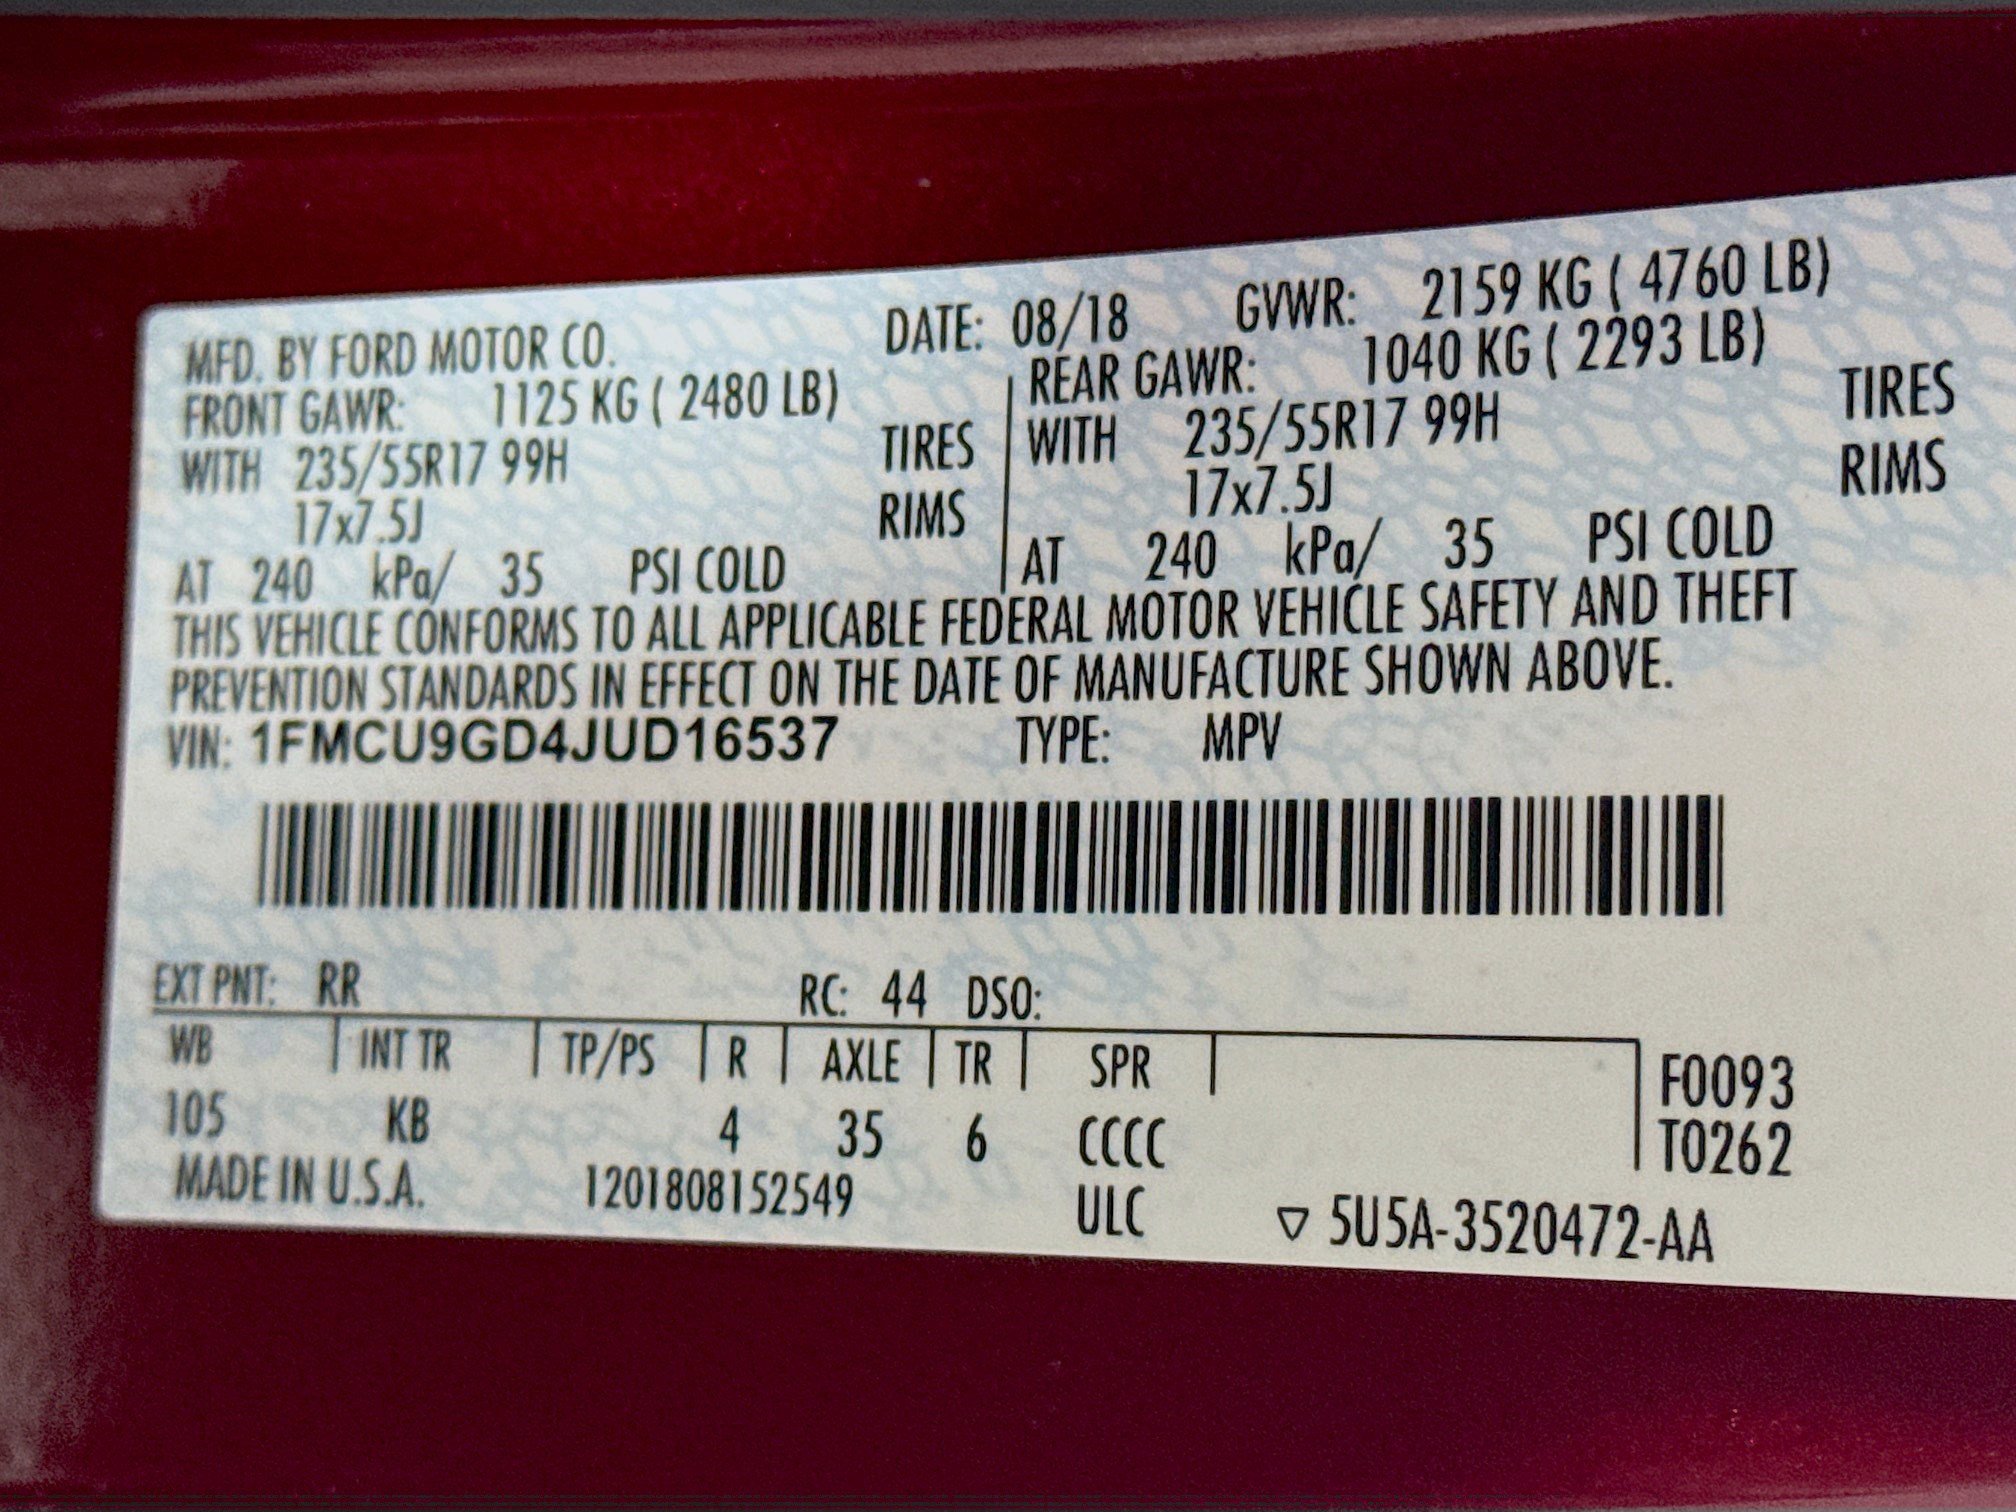 MFD. BY FORD MOTOR CO. DATE: 08/18 GVWR: 2159 KG ( 4760 LB)
FRONT GAWR: 1125 KG ( 2480 LB) REAR GAWR: 1040 KG ( 2293 LB)
WITH 235/55R17 99H TIRES WITH 235/55R17 99H TIRES
17x7.5J RIMS 17x7.5J RIMS
AT 240 kPa/ 35 PSI COLD AT 240 kPa/ 35 PSI COLD
THIS VEHICLE CONFORMS TO ALL APPLICABLE FEDERAL MOTOR VEHICLE SAFETY AND THEFT
PREVENTION STANDARDS IN EFFECT ON THE DATE OF MANUFACTURE SHOWN ABOVE.
VIN: 1FMCU9GD4JUD16537 TYPE: MPV
EXT PNT: RR RC: 44 DSO:
WB INT TR TP/PS R AXLE TR SPR F0093
105 KB 4 35 6 CCCC T0262
MADE IN U.S.A. 1201808152549 ULC ▽ 5U5A-3520472-AA